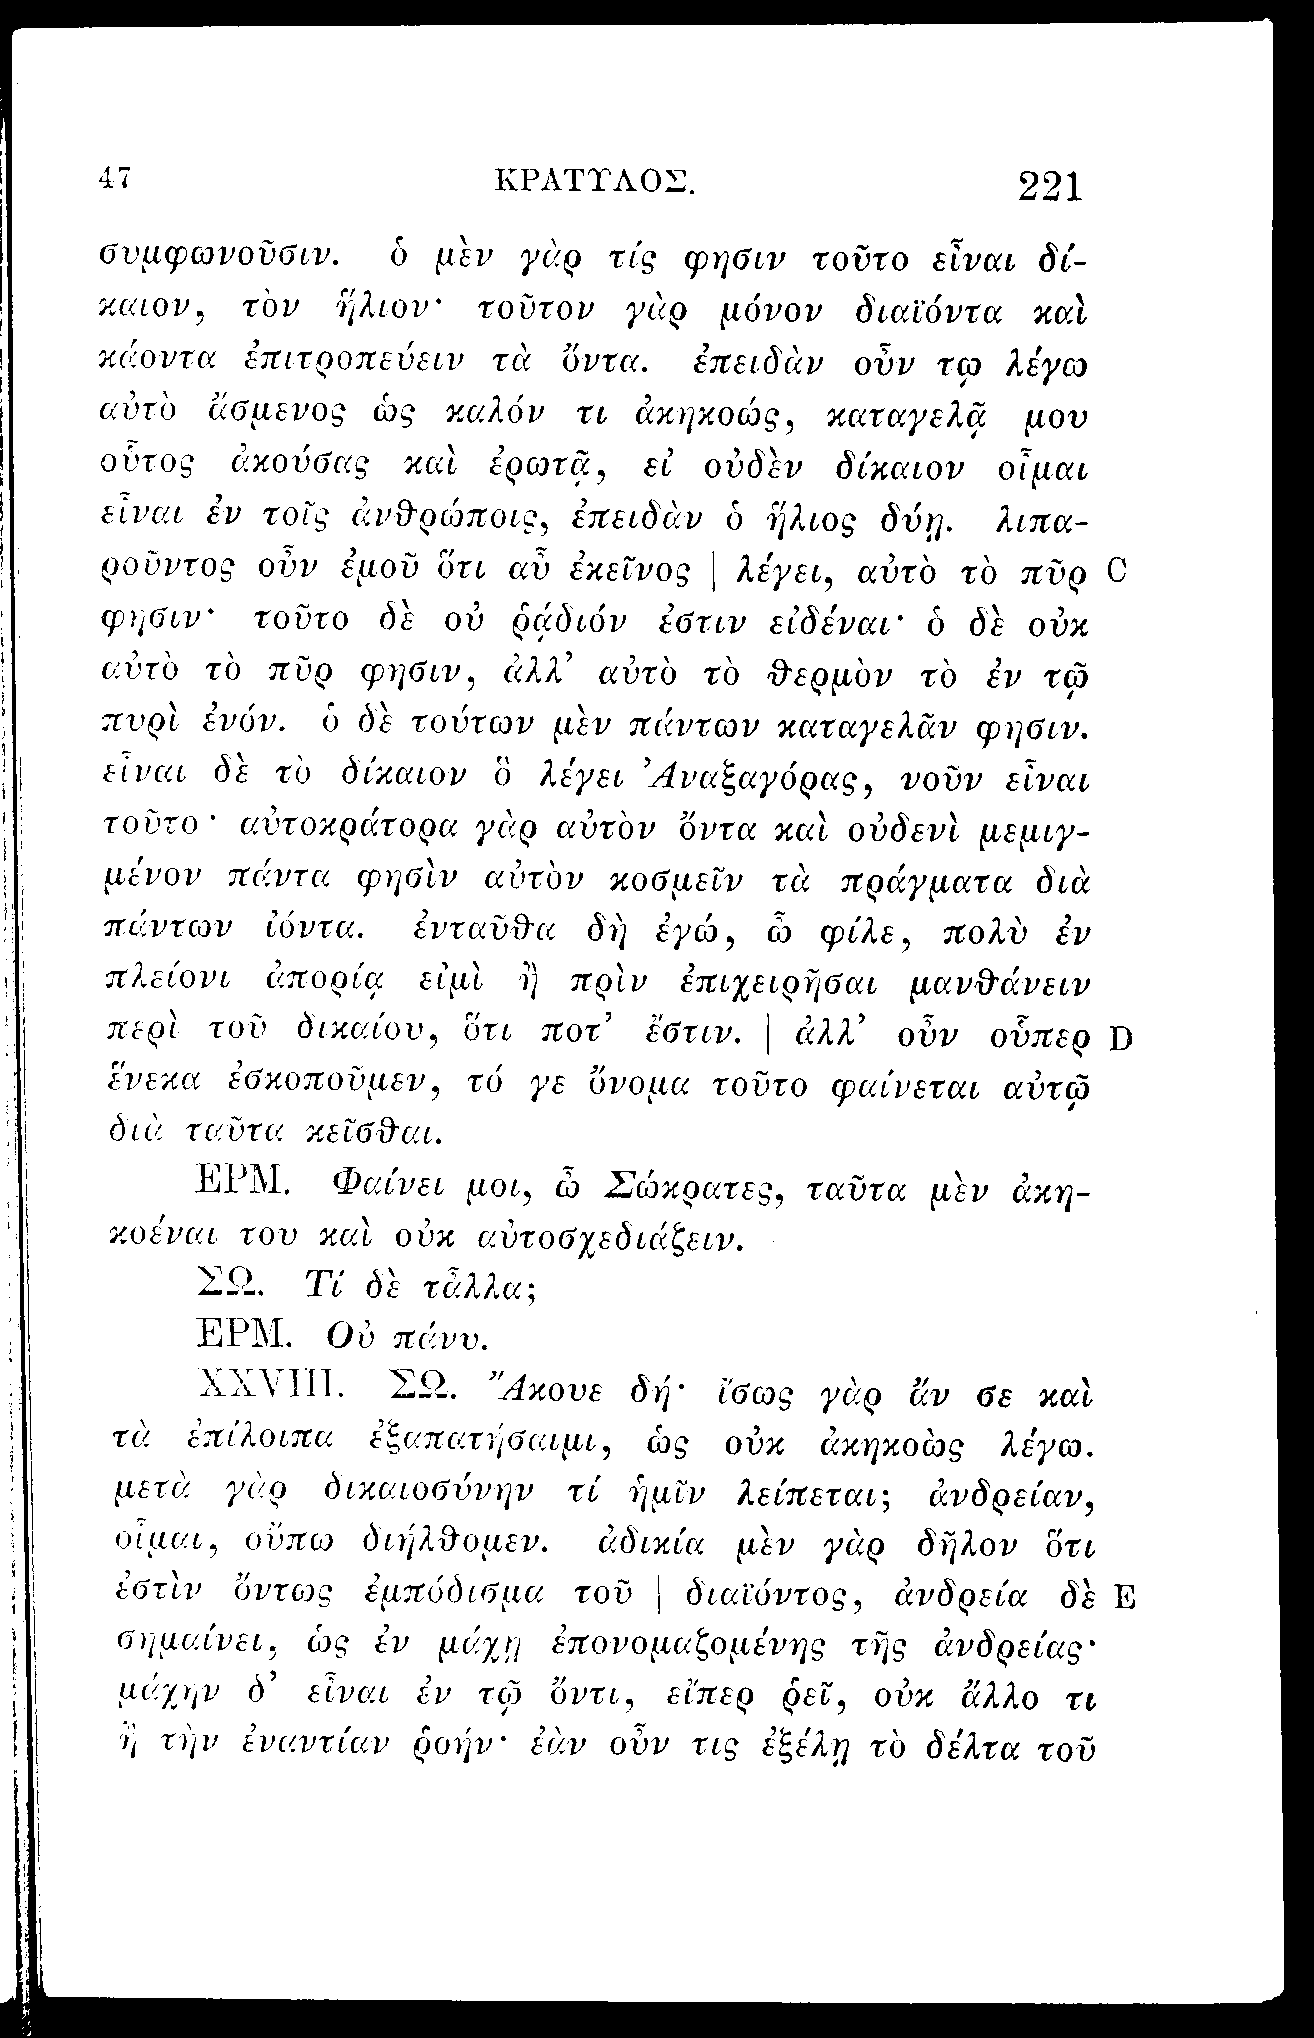 47 ΚΡΑΤΥΛΟΣ. 221
συμφωνοῦσιν. ὁ μὲν γὰρ τίς φησιν τοῦτο εἶναι δί-
καιον, τὸν ἥλιον· τοῦτον γὰρ μόνον διαϊόντα καὶ
κάοντα ἐπιτροπεύειν τὰ ὄντα. ἐπειδὰν οὖν τῳ λέγω
αὐτὸ ἄσμενος ὡς καλόν τι ἀκηκοώς, καταγελᾷ μου
οὗτος ἀκούσας καὶ ἐρωτᾷ, εἰ οὐδὲν δίκαιον οἶμαι
εἶναι ἐν τοῖς ἀνθρώποις, ἐπειδὰν ὁ ἥλιος δύῃ. λιπα-
ροῦντος οὖν ἐμοῦ ὅτι αὖ ἐκεῖνος | λέγει, αὐτὸ τὸ πῦρ C
φησιν· τοῦτο δὲ οὐ ῥᾴδιόν ἐστιν εἰδέναι· ὁ δὲ οὐκ
αὐτὸ τὸ πῦρ φησιν, ἀλλ’ αὐτὸ τὸ θερμὸν τὸ ἐν τῷ
πυρὶ ἐνόν. ὁ δὲ τούτων μὲν πάντων καταγελᾶν φησιν.
εἶναι δὲ τὸ δίκαιον ὃ λέγει Ἀναξαγόρας, νοῦν εἶναι
τοῦτο· αὐτοκράτορα γὰρ αὐτὸν ὄντα καὶ οὐδενὶ μεμιγ-
μένον πάντα φησὶν αὐτὸν κοσμεῖν τὰ πράγματα διὰ
πάντων ἰόντα. ἐνταῦθα δὴ ἐγώ, ὦ φίλε, πολὺ ἐν
πλείονι ἀπορίᾳ εἰμὶ ἢ πρὶν ἐπιχειρῆσαι μανθάνειν
περὶ τοῦ δικαίου, ὅτι ποτ’ ἔστιν. | ἀλλ’ οὖν οὗπερ D
ἕνεκα ἐσκοποῦμεν, τό γε ὄνομα τοῦτο φαίνεται αὐτῷ
διὰ ταῦτα κεῖσθαι.
ΕΡΜ. Φαίνει μοι, ὦ Σώκρατες, ταῦτα μὲν ἀκη-
κοέναι του καὶ οὐκ αὐτοσχεδιάζειν.
ΣΩ. Τί δὲ τἆλλα;
ΕΡΜ. Οὐ πάνυ.
XXVIII. ΣΩ. Ἄκουε δή· ἴσως γὰρ ἄν σε καὶ
τὰ ἐπίλοιπα ἐξαπατήσαιμι, ὡς οὐκ ἀκηκοὼς λέγω.
μετὰ γὰρ δικαιοσύνην τί ἡμῖν λείπεται; ἀνδρείαν,
οἶμαι, οὔπω διήλθομεν. ἀδικία μὲν γὰρ δῆλον ὅτι
ἐστὶν ὄντως ἐμπόδισμα τοῦ | διαϊόντος, ἀνδρεία δὲ E
σημαίνει, ὡς ἐν μάχῃ ἐπονομαζομένης τῆς ἀνδρείας·
μάχην δ’ εἶναι ἐν τῷ ὄντι, εἴπερ ῥεῖ, οὐκ ἄλλο τι
ἢ τὴν ἐναντίαν ῥοήν· ἐὰν οὖν τις ἐξέλῃ τὸ δέλτα τοῦ